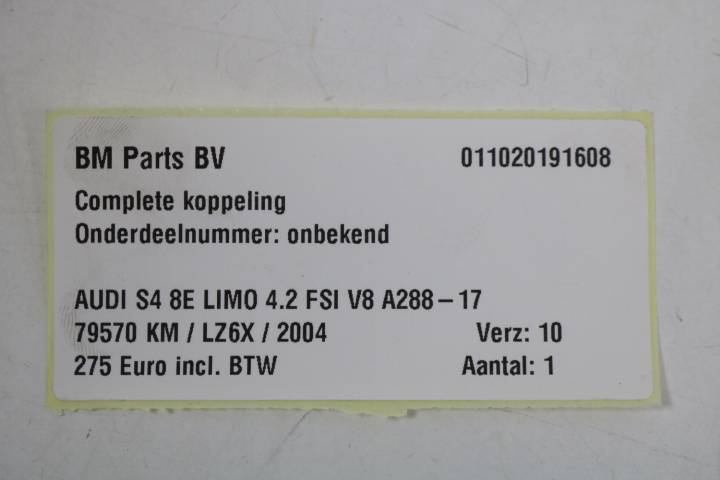 BM Parts BV 011020191608
Complete koppeling
Onderdeelnummer: onbekend
AUDI S4 8E LIMO 4.2 FSI V8 A288-17
79570 KM / LZ6X / 2004 Verz: 10
275 Euro incl. BTW Aantal: 1